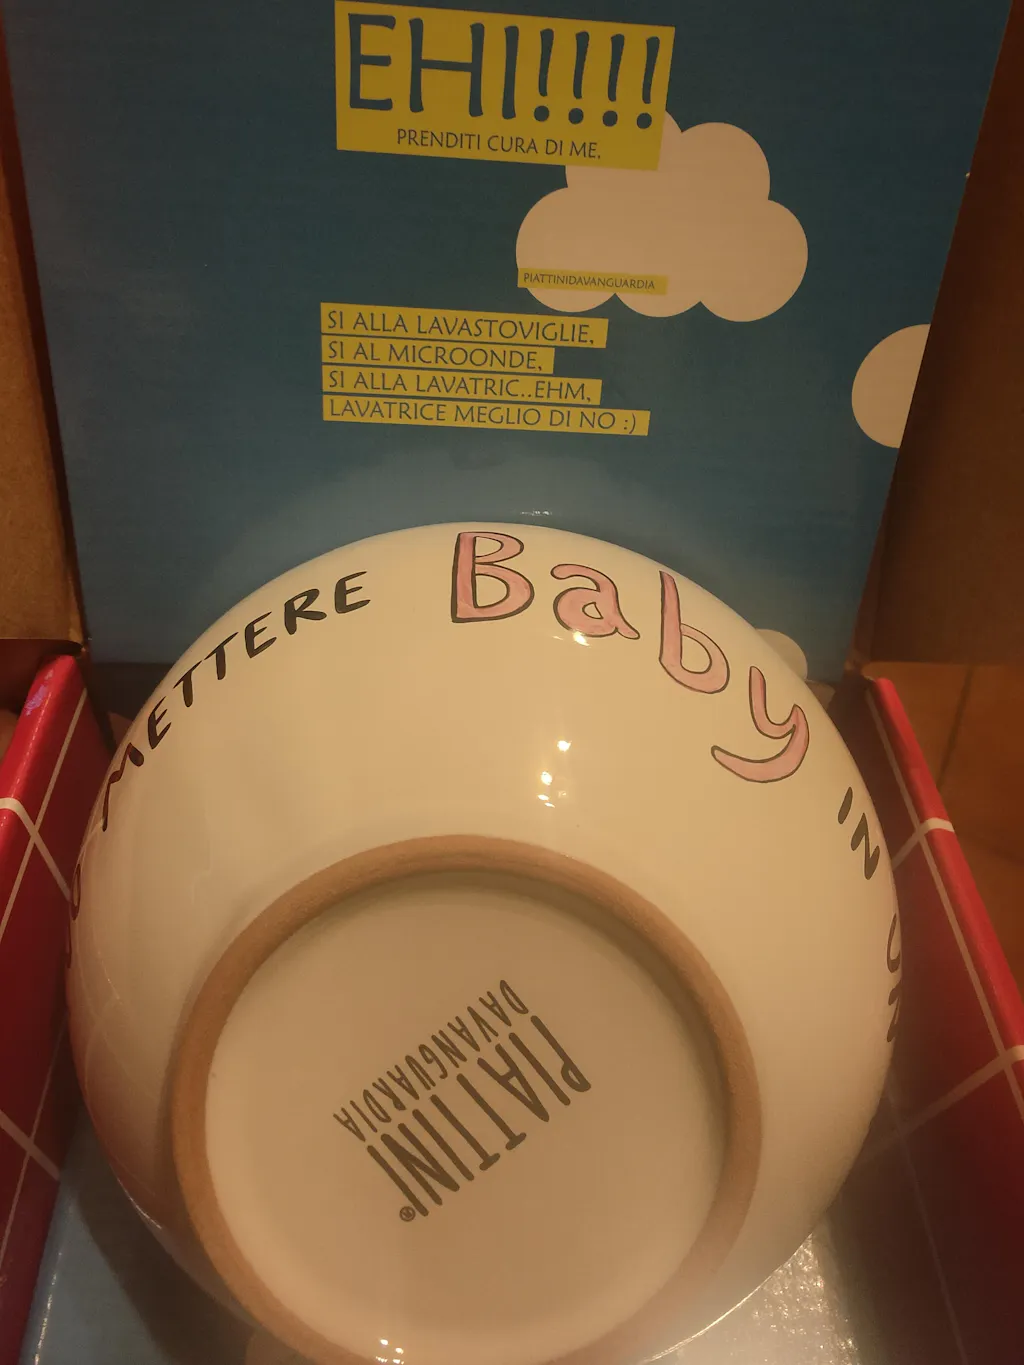 EHI!!!!
PRENDITI CURA DI ME.
PIATTINIDAVANGUARDIA
SI ALLA LAVASTOVIGLIE,
SI AL MICROONDE,
SI ALLA LAVATRIC..EHM,
LAVATRICE MEGLIO DI NO :)
METTERE Baby IN
PIATTINI®
DAVANGUARDIA